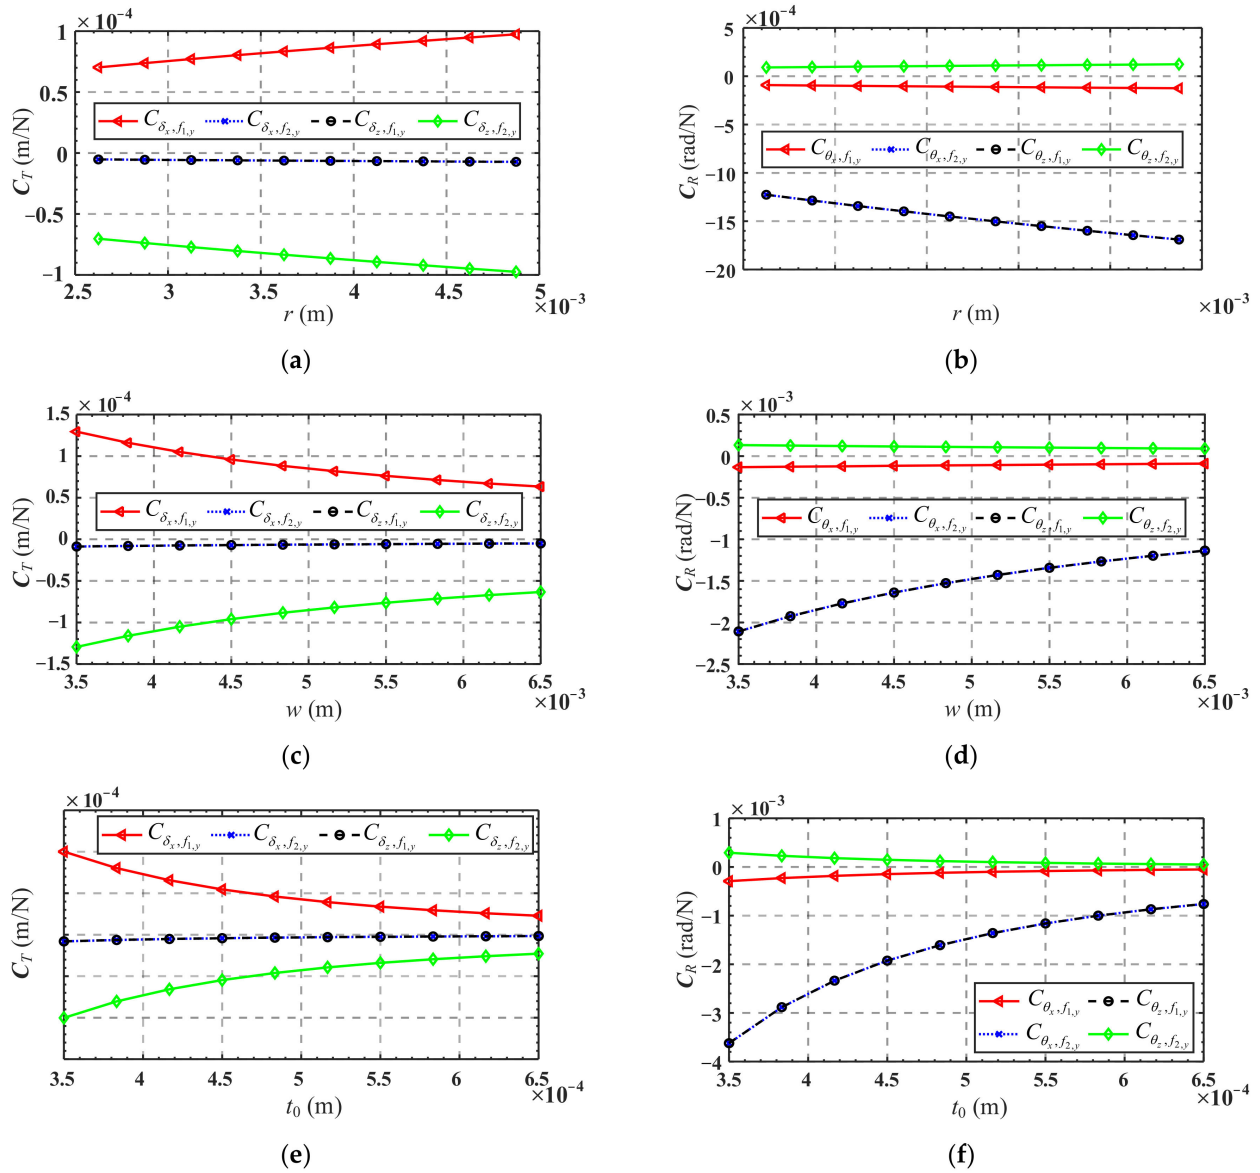 × 10⁻⁴
1
0.5
0
−0.5
−1
C_T (m/N)
C_{δx,f1,y} C_{δx,f2,y} C_{δz,f1,y} C_{δz,f2,y}
2.5 3 3.5 4 4.5 5
×10⁻³
r (m)
(a)
× 10⁻⁴
5
0
−5
−10
−15
−20
C_R (rad/N)
C_{θx,f1,y} C_{θx,f2,y} C_{θz,f1,y} C_{θz,f2,y}
×10⁻³
r (m)
(b)
× 10⁻⁴
1.5
1
0.5
0
−0.5
−1
−1.5
C_T (m/N)
C_{δx,f1,y} C_{δx,f2,y} C_{δz,f1,y} C_{δz,f2,y}
3.5 4 4.5 5 5.5 6 6.5
×10⁻³
w (m)
(c)
× 10⁻³
0.5
0
−0.5
−1
−1.5
−2
−2.5
C_R (rad/N)
C_{θx,f1,y} C_{θx,f2,y} C_{θz,f1,y} C_{θz,f2,y}
3.5 4 4.5 5 5.5 6 6.5
×10⁻³
w (m)
(d)
× 10⁻⁴
C_T (m/N)
C_{δx,f1,y} C_{δx,f2,y} C_{δz,f1,y} C_{δz,f2,y}
3.5 4 4.5 5 5.5 6 6.5
×10⁻⁴
t₀ (m)
(e)
× 10⁻³
1
0
−1
−2
−3
−4
C_R (rad/N)
C_{θx,f1,y} C_{θz,f1,y}
C_{θx,f2,y} C_{θz,f2,y}
3.5 4 4.5 5 5.5 6 6.5
×10⁻⁴
t₀ (m)
(f)